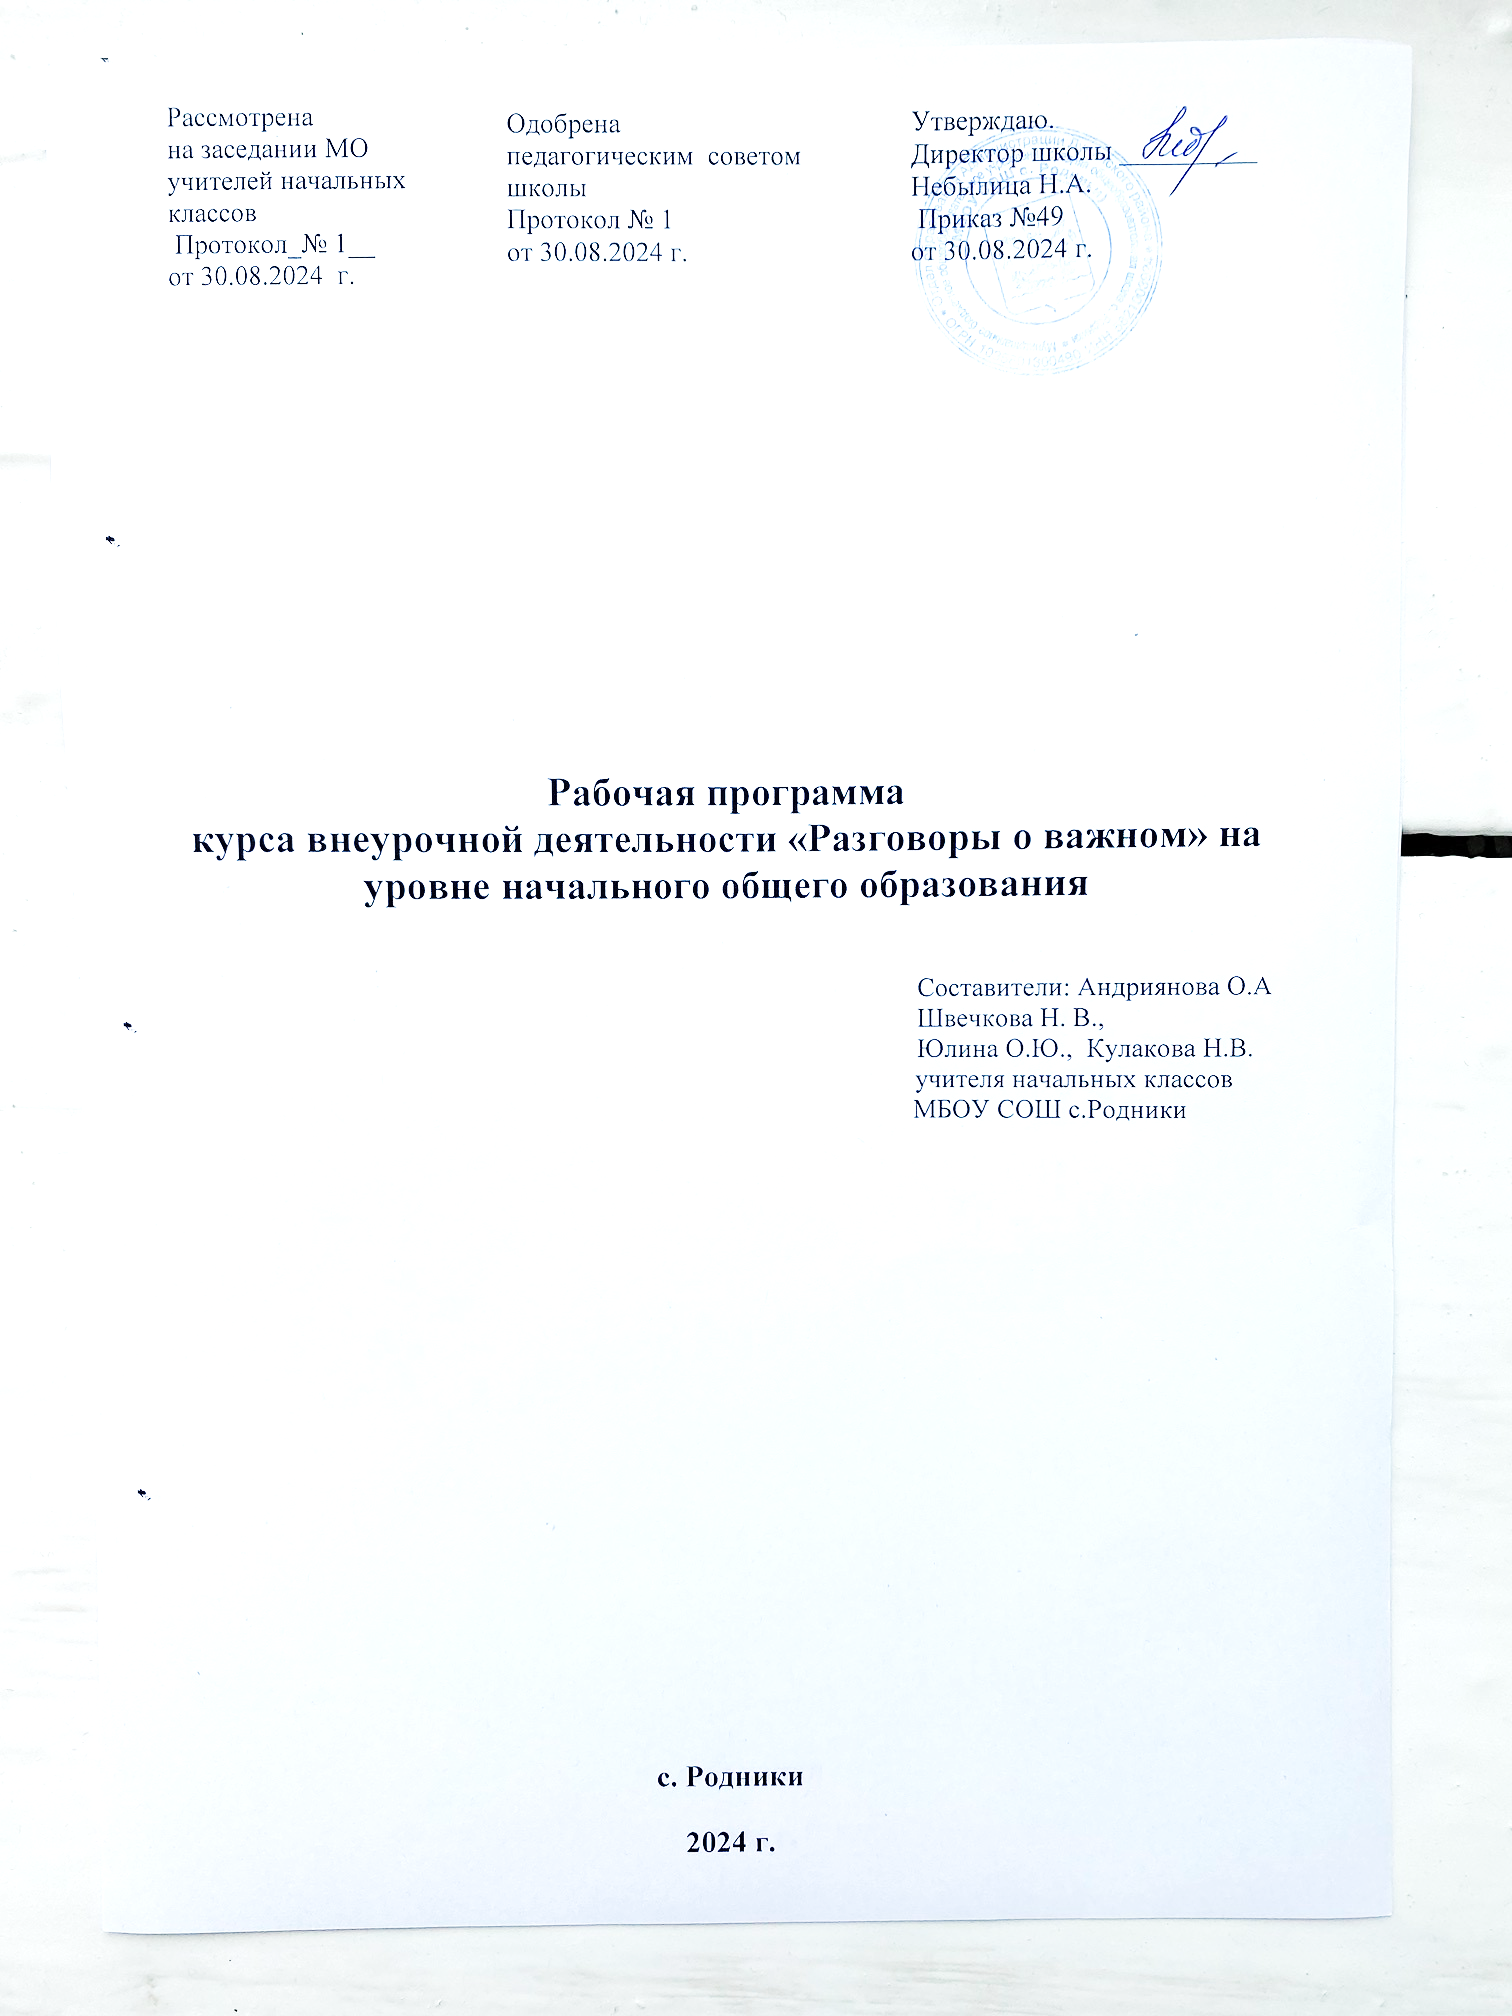 Рассмотрена
на заседании МО
учителей начальных
классов
Протокол_№ 1__
от 30.08.2024 г.
Одобрена
педагогическим советом
школы
Протокол № 1
от 30.08.2024 г.
Утверждаю.
Директор школы __________
Небылица Н.А.
Приказ №49
от 30.08.2024 г.
Рабочая программа
курса внеурочной деятельности «Разговоры о важном» на
уровне начального общего образования
Составители: Андриянова О.А
Швечкова Н. В.,
Юлина О.Ю., Кулакова Н.В.
учителя начальных классов
МБОУ СОШ с.Родники
с. Родники
2024 г.